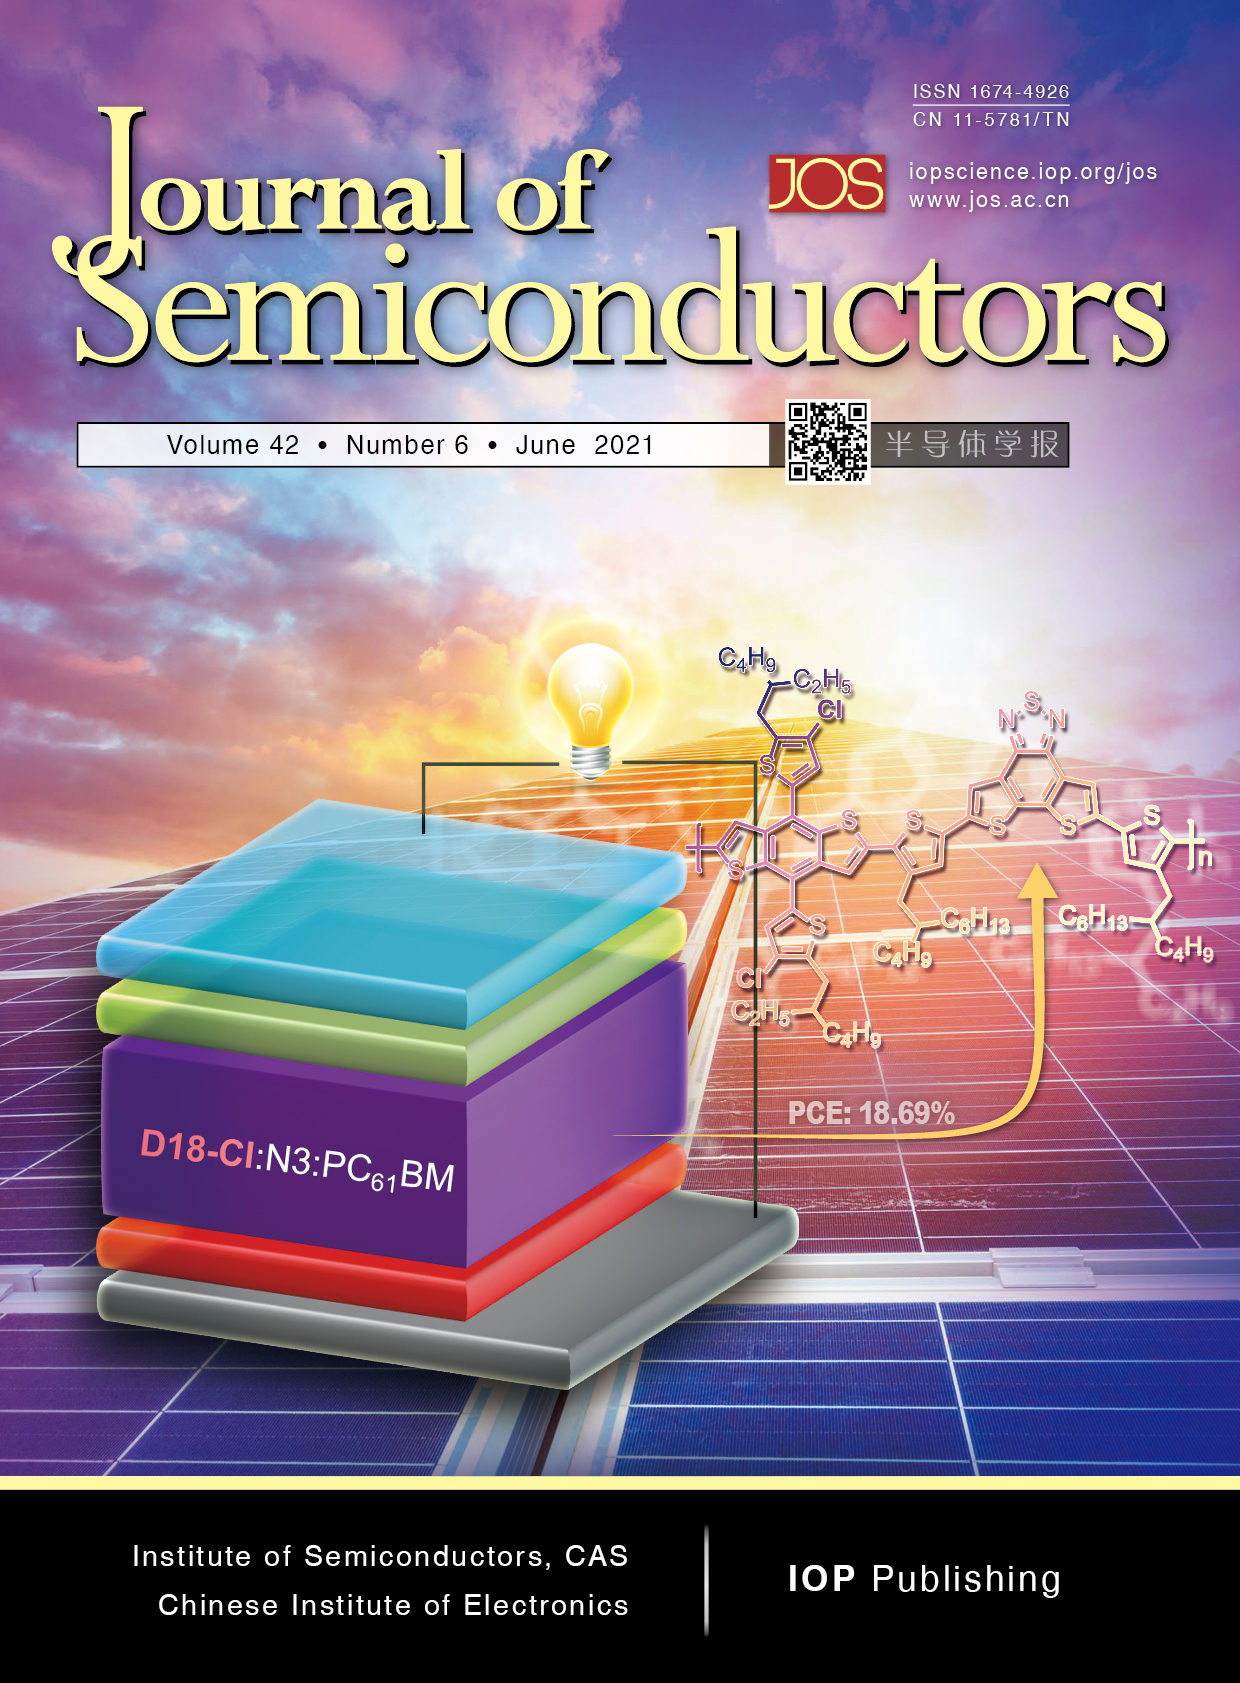 ISSN 1674-4926
CN 11-5781/TN
JOS
iopscience.iop.org/jos
www.jos.ac.cn
Journal of
Semiconductors
Volume 42 • Number 6 • June 2021
半导体学报
C4H9
C2H5
Cl
S
N S N
S
S
S
S
S
S
n
S
C6H13
C4H9
C6H13
C4H9
S
Cl
C2H5
C4H9
PCE: 18.69%
D18-Cl:N3:PC61BM
Institute of Semiconductors, CAS
Chinese Institute of Electronics
IOP Publishing